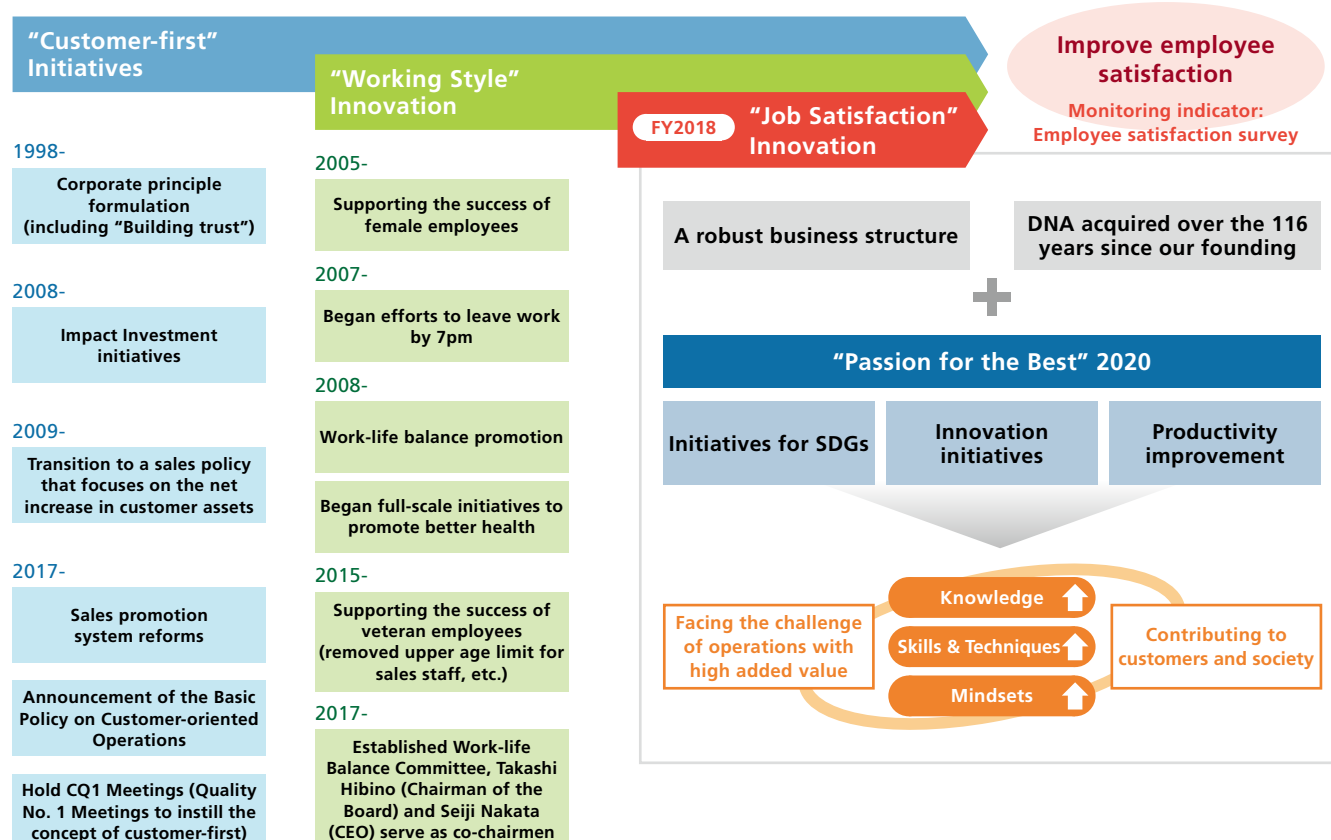 “Customer-first”
Initiatives
“Working Style”
Innovation
FY2018
“Job Satisfaction”
Innovation
Improve employee
satisfaction
Monitoring indicator:
Employee satisfaction survey
1998-
Corporate principle
formulation
(including “Building trust”)
2008-
Impact Investment
initiatives
2009-
Transition to a sales policy
that focuses on the net
increase in customer assets
2017-
Sales promotion
system reforms
Announcement of the Basic
Policy on Customer-oriented
Operations
Hold CQ1 Meetings (Quality
No. 1 Meetings to instill the
concept of customer-first)
2005-
Supporting the success of
female employees
2007-
Began efforts to leave work
by 7pm
2008-
Work-life balance promotion
Began full-scale initiatives to
promote better health
2015-
Supporting the success of
veteran employees
(removed upper age limit for
sales staff, etc.)
2017-
Established Work-life
Balance Committee, Takashi
Hibino (Chairman of the
Board) and Seiji Nakata
(CEO) serve as co-chairmen
A robust business structure
DNA acquired over the 116
years since our founding
“Passion for the Best” 2020
Initiatives for SDGs
Innovation
initiatives
Productivity
improvement
Facing the challenge
of operations with
high added value
Knowledge
Skills & Techniques
Mindsets
Contributing to
customers and society